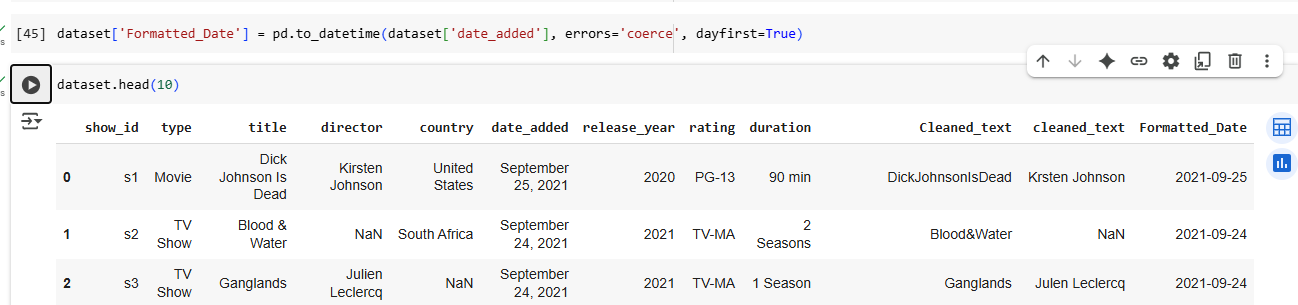 [45] dataset['Formatted_Date'] = pd.to_datetime(dataset['date_added'], errors='coerce', dayfirst=True)
dataset.head(10)
show_id type title director country date_added release_year rating duration Cleaned_text cleaned_text Formatted_Date
0 s1 Movie Dick Johnson Is Dead Kirsten Johnson United States September 25, 2021 2020 PG-13 90 min DickJohnsonIsDead Krsten Johnson 2021-09-25
1 s2 TV Show Blood & Water NaN South Africa September 24, 2021 2021 TV-MA 2 Seasons Blood&Water NaN 2021-09-24
2 s3 TV Show Ganglands Julien Leclercq NaN September 24, 2021 2021 TV-MA 1 Season Ganglands Julen Leclercq 2021-09-24